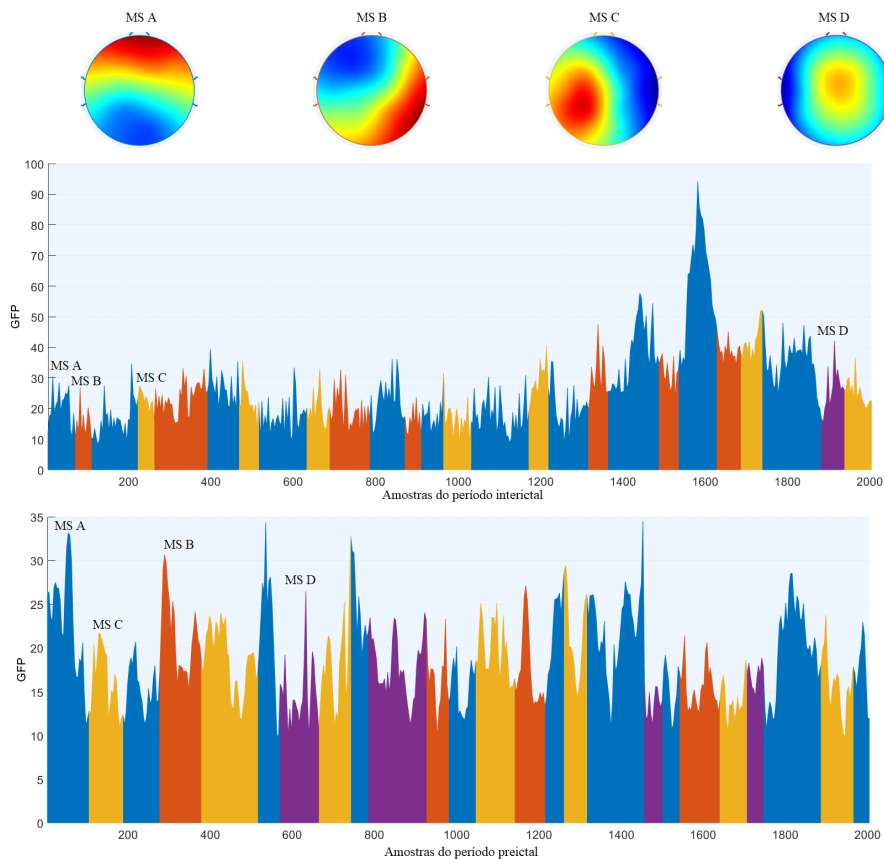 MS A MS B MS C MS D
100
90
80
70
60
50
40
30
20
10
0
GFP
MS A
MS B
MS C
MS D
200 400 600 800 1000 1200 1400 1600 1800 2000
Amostras do período interictal
35
30
25
20
15
10
5
0
GFP
MS A
MS B
MS C
MS D
200 400 600 800 1000 1200 1400 1600 1800 2000
Amostras do período preictal